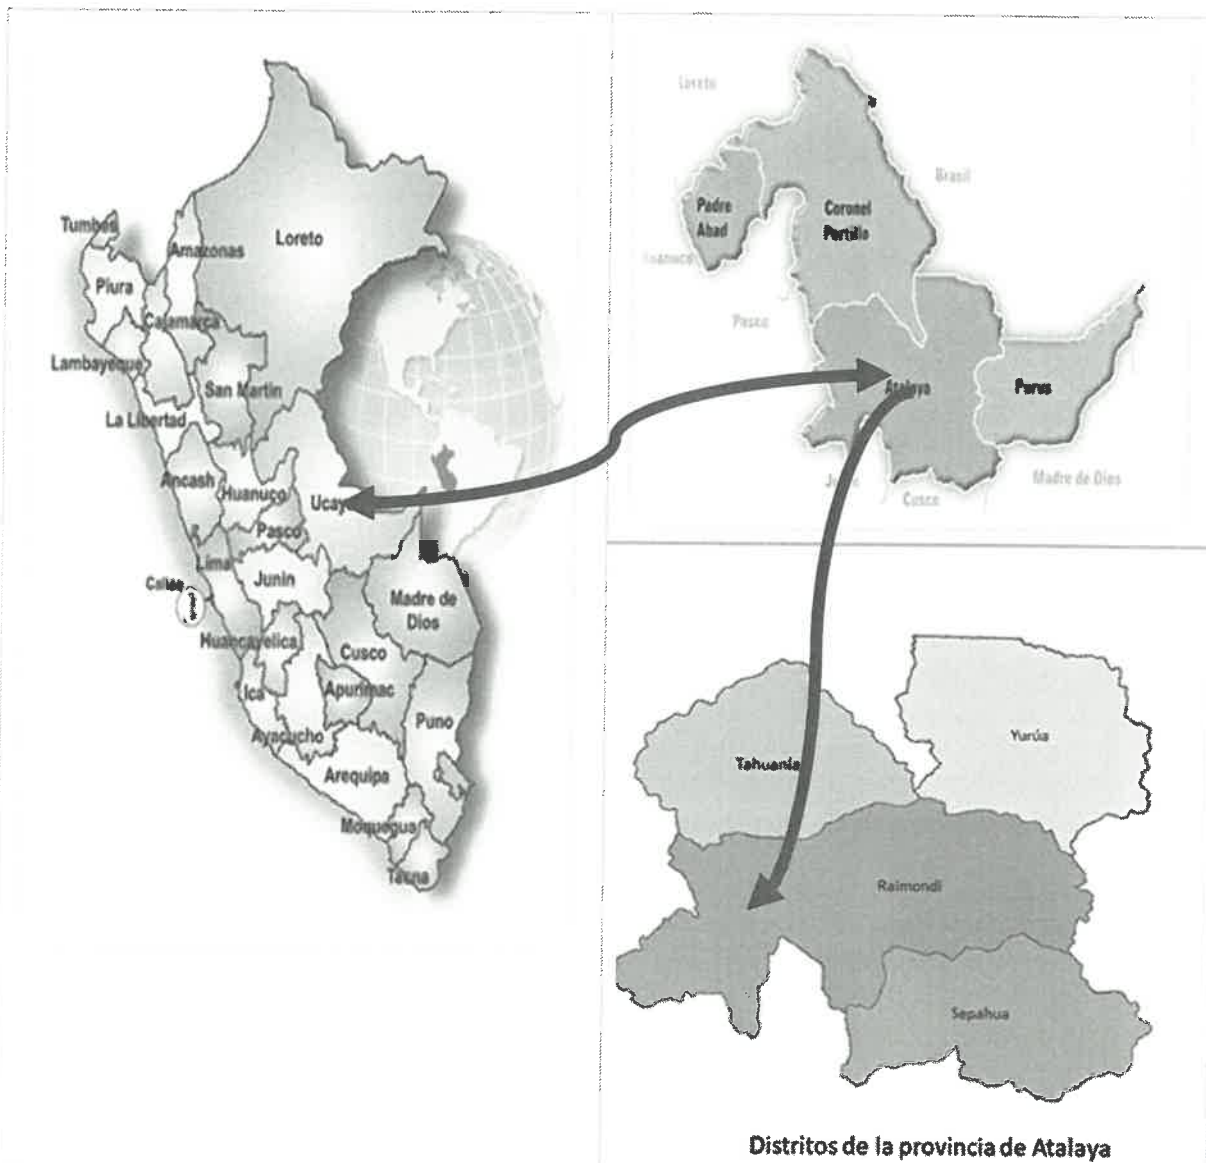 Tumbes
Loreto
Amazonas
Piura
Cajamarca
Lambayeque
San Martin
La Libertad
Ancash
Huanuco
Ucay
Pasco
Lima
Junin
Callao
Madre de
Dios
Huancavelica
Cusco
Ica
Apurimac
Ayacucho
Puno
Arequipa
Moquegua
Tacna
Loreto
Brasil
Padre
Abad
Coronel
Portillo
Huanuco
Pasco
Atalaya
Purus
Junin
Cusco
Madre de Dios
Yurúa
Tahuania
Raimondi
Sepahua
Distritos de la provincia de Atalaya